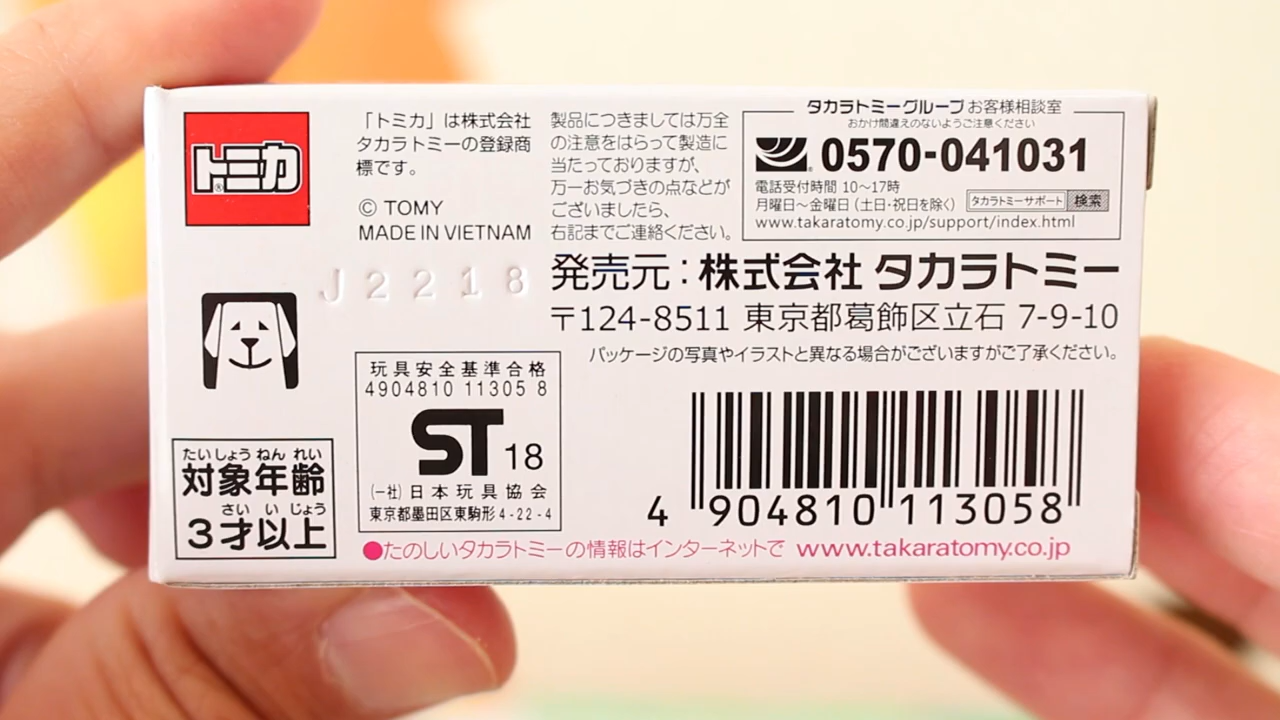 トミカ®
「トミカ」は株式会社
タカラトミーの登録商
標です。
© TOMY
MADE IN VIETNAM
J2218
製品につきましては万全
の注意をはらって製造に
当たっておりますが、
万一お気づきの点などが
ございましたら、
右記までご連絡ください。
タカラトミーグループ お客様相談室
おかけ間違えのないようご注意ください
0570-041031
電話受付時間 10〜17時
月曜日〜金曜日（土日・祝日を除く）
タカラトミーサポート 検索
www.takaratomy.co.jp/support/index.html
発売元：株式会社 タカラトミー
〒124-8511 東京都葛飾区立石 7-9-10
パッケージの写真やイラストと異なる場合がございますがご了承ください。
たいしょう ねん れい
対象年齢
さい い じょう
3才以上
玩具安全基準合格
4904810 11305 8
ST 18
(一社) 日本玩具協会
東京都墨田区東駒形 4-22-4
4 904810 113058
●たのしいタカラトミーの情報はインターネットで www.takaratomy.co.jp